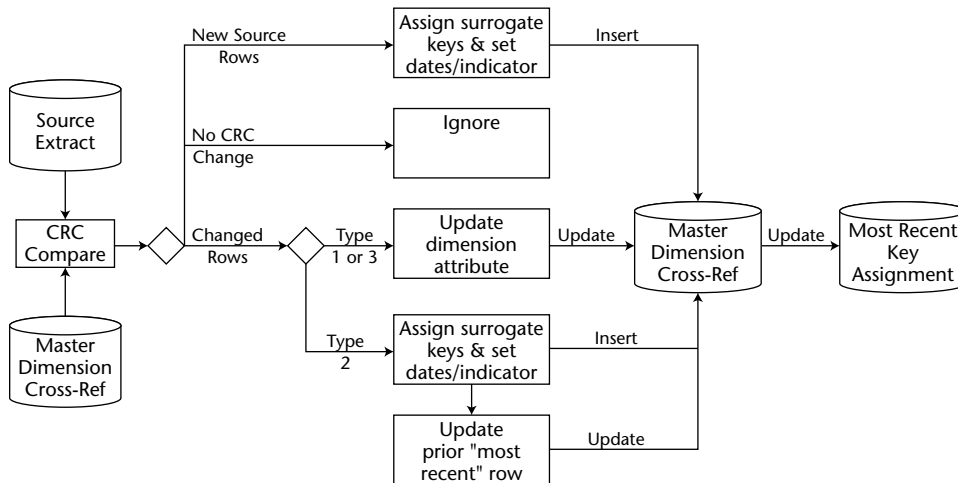 New Source
Rows
Assign surrogate
keys & set
dates/indicator
Insert
Source
Extract
No CRC
Change
Ignore
CRC
Compare
Changed
Rows
Type
1 or 3
Update
dimension
attribute
Update
Master
Dimension
Cross-Ref
Update
Most Recent
Key
Assignment
Master
Dimension
Cross-Ref
Type
2
Assign surrogate
keys & set
dates/indicator
Insert
Update
prior "most
recent" row
Update